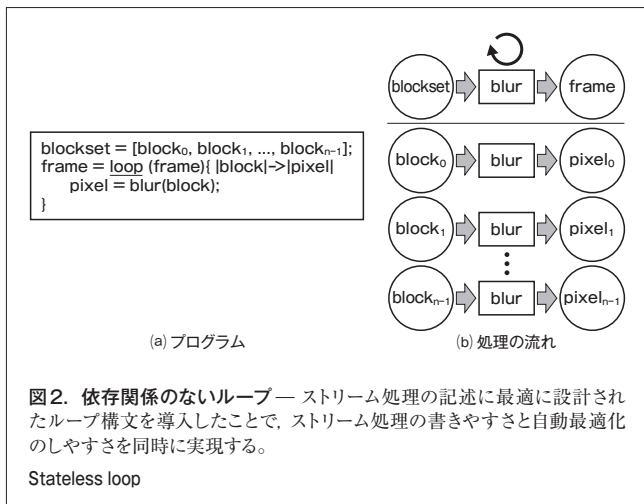 blockset = [block₀, block₁, ..., blockₙ₋₁];
frame = loop (frame){ |block|->|pixel|
pixel = blur(block);
}
(a) プログラム
blockset
blur
frame
block₀
blur
pixel₀
block₁
blur
pixel₁
blockₙ₋₁
blur
pixelₙ₋₁
(b) 処理の流れ
図2. 依存関係のないループ — ストリーム処理の記述に最適に設計され
たループ構文を導入したことで, ストリーム処理の書きやすさと自動最適化
のしやすさを同時に実現する。
Stateless loop